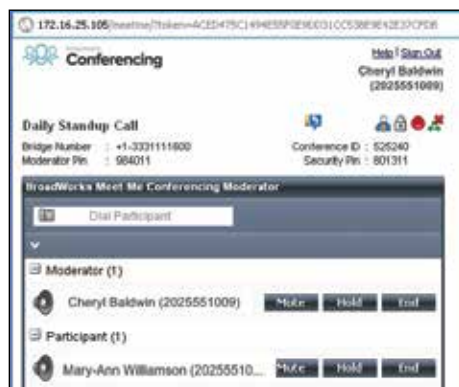 172.16.25.105/meetme/?token=
Conferencing
Help | Sign Out
Cheryl Baldwin
(2025551009)
Daily Standup Call
Bridge Number : +1-3331111600
Conference ID : 525240
Moderator Pin : 984011
Security Pin : 801311
BroadWorks Meet Me Conferencing Moderator
Dial Participant
Moderator (1)
Cheryl Baldwin (2025551009) Mute Hold End
Participant (1)
Mary-Ann Williamson (20255510... Mute Hold End